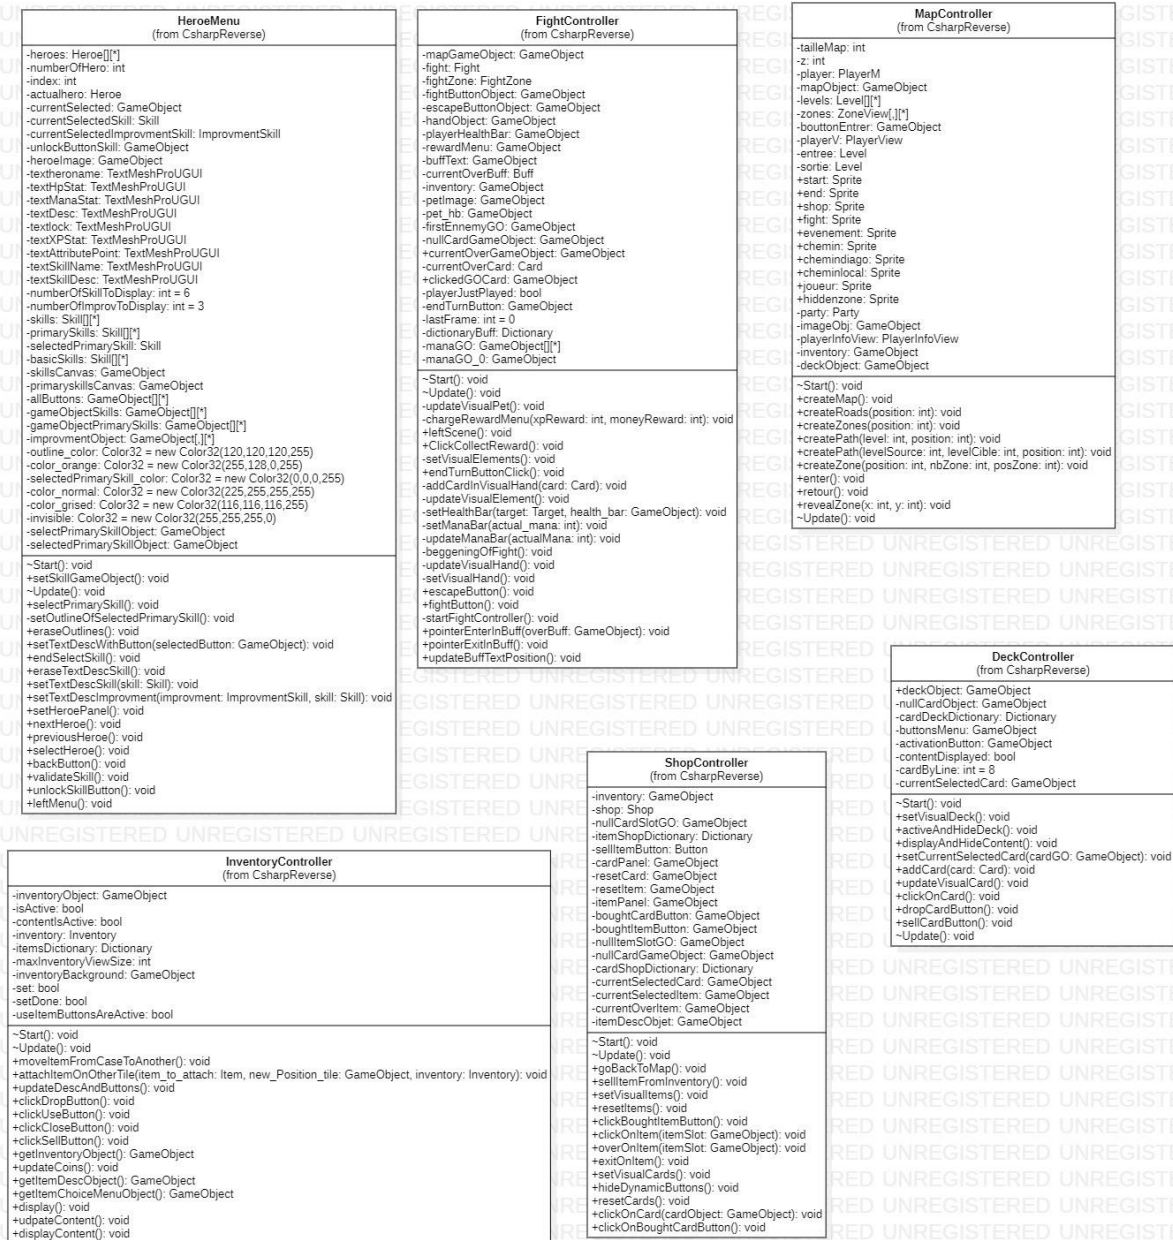 HeroeMenu
(from CsharpReverse)
-heroes: Heroe[][*]
-numberOfHero: int
-index: int
-actualhero: Heroe
-currentSelected: GameObject
-currentSelectedSkill: Skill
-currentSelectedImprovmentSkill: ImprovmentSkill
-unlockButtonSkill: GameObject
-heroeImage: GameObject
-textheroname: TextMeshProUGUI
-textHpStat: TextMeshProUGUI
-textManaStat: TextMeshProUGUI
-textDesc: TextMeshProUGUI
-textlock: TextMeshProUGUI
-textXPStat: TextMeshProUGUI
-textAttributePoint: TextMeshProUGUI
-textSkillName: TextMeshProUGUI
-textSkillDesc: TextMeshProUGUI
-numberOfSkillToDisplay: int = 6
-numberOfImprovToDisplay: int = 3
-skills: Skill[][*]
-primarySkills: Skill[][*]
-selectedPrimarySkill: Skill
-basicSkills: Skill[][*]
-skillsCanvas: GameObject
-primaryskillsCanvas: GameObject
-allButtons: GameObject[][*]
-gameObjectSkills: GameObject[][*]
-gameObjectPrimarySkills: GameObject[][*]
-improvmentObject: GameObject[,][*]
-outline_color: Color32 = new Color32(120,120,120,255)
-color_orange: Color32 = new Color32(255,128,0,255)
-selectedPrimarySkill_color: Color32 = new Color32(0,0,0,255)
-color_normal: Color32 = new Color32(225,255,255,255)
-color_grised: Color32 = new Color32(116,116,116,255)
-invisible: Color32 = new Color32(255,255,255,0)
-selectPrimarySkillObject: GameObject
-selectedPrimarySkillObject: GameObject
~Start(): void
+setSkillGameObject(): void
~Update(): void
+selectPrimarySkill(): void
-setOutlineOfSelectedPrimarySkill(): void
+eraseOutlines(): void
+setTextDescWithButton(selectedButton: GameObject): void
+endSelectSkill(): void
+eraseTextDescSkill(): void
+setTextDescSkill(skill: Skill): void
+setTextDescImprovment(improvment: ImprovmentSkill, skill: Skill): void
+setHeroePanel(): void
+nextHeroe(): void
+previousHeroe(): void
+selectHeroe(): void
+backButton(): void
+validateSkill(): void
+unlockSkillButton(): void
+leftMenu(): void
FightController
(from CsharpReverse)
-mapGameObject: GameObject
-fight: Fight
-fightZone: FightZone
-fightButtonObject: GameObject
-escapeButtonObject: GameObject
-handObject: GameObject
-playerHealthBar: GameObject
-rewardMenu: GameObject
-buffText: GameObject
-currentOverBuff: Buff
-inventory: GameObject
-petImage: GameObject
-pet_hb: GameObject
-firstEnnemyGO: GameObject
-nullCardGameObject: GameObject
+currentOverGameObject: GameObject
-currentOverCard: Card
+clickedGOCard: GameObject
-playerJustPlayed: bool
-endTurnButton: GameObject
-lastFrame: int = 0
-dictionaryBuff: Dictionary
-manaGO: GameObject[][*]
-manaGO_0: GameObject
~Start(): void
~Update(): void
-updateVisualPet(): void
-chargeRewardMenu(xpReward: int, moneyReward: int): void
+leftScene(): void
+ClickCollectReward(): void
-setVisualElements(): void
+endTurnButtonClick(): void
-addCardInVisualHand(card: Card): void
-updateVisualElement(): void
-setHealthBar(target: Target, health_bar: GameObject): void
-setManaBar(actual_mana: int): void
-updateManaBar(actualMana: int): void
-beggeningOfFight(): void
-updateVisualHand(): void
-setVisualHand(): void
+escapeButton(): void
+fightButton(): void
-startFightController(): void
+pointerEnterInBuff(overBuff: GameObject): void
+pointerExitInBuff(): void
+updateBuffTextPosition(): void
MapController
(from CsharpReverse)
-tailleMap: int
-z: int
-player: PlayerM
-mapObject: GameObject
-levels: Level[][*]
-zones: ZoneView[,][*]
-bouttonEntrer: GameObject
-playerV: PlayerView
-entree: Level
-sortie: Level
+start: Sprite
+end: Sprite
+shop: Sprite
+fight: Sprite
+evenement: Sprite
+chemin: Sprite
+chemindiago: Sprite
+cheminlocal: Sprite
+joueur: Sprite
+hiddenzone: Sprite
-party: Party
-imageObj: GameObject
-playerInfoView: PlayerInfoView
-inventory: GameObject
-deckObject: GameObject
~Start(): void
+createMap(): void
+createRoads(position: int): void
+createZones(position: int): void
+createPath(level: int, position: int): void
+createPath(levelSource: int, levelCible: int, position: int): void
+createZone(position: int, nbZone: int, posZone: int): void
+enter(): void
+retour(): void
+revealZone(x: int, y: int): void
~Update(): void
DeckController
(from CsharpReverse)
+deckObject: GameObject
-nullCardObject: GameObject
-cardDeckDictionary: Dictionary
-buttonsMenu: GameObject
-activationButton: GameObject
-contentDisplayed: bool
-cardByLine: int = 8
-currentSelectedCard: GameObject
~Start(): void
+setVisualDeck(): void
+activeAndHideDeck(): void
+displayAndHideContent(): void
+setCurrentSelectedCard(cardGO: GameObject): void
+addCard(card: Card): void
+updateVisualCard(): void
+clickOnCard(): void
+dropCardButton(): void
+sellCardButton(): void
~Update(): void
ShopController
(from CsharpReverse)
-inventory: GameObject
-shop: Shop
-nullCardSlotGO: GameObject
-itemShopDictionary: Dictionary
-sellItemButton: Button
-cardPanel: GameObject
-resetCard: GameObject
-resetItem: GameObject
-itemPanel: GameObject
-boughtCardButton: GameObject
-boughtItemButton: GameObject
-nullItemSlotGO: GameObject
-nullCardGameObject: GameObject
-cardShopDictionary: Dictionary
-currentSelectedCard: GameObject
-currentSelectedItem: GameObject
-currentOverItem: GameObject
-itemDescObjet: GameObject
~Start(): void
~Update(): void
+goBackToMap(): void
+sellItemFromInventory(): void
+setVisualItems(): void
+resetItems(): void
+clickBoughtItemButton(): void
+clickOnItem(itemSlot: GameObject): void
+overOnItem(itemSlot: GameObject): void
+exitOnItem(): void
+setVisualCards(): void
+hideDynamicButtons(): void
+resetCards(): void
+clickOnCard(cardObject: GameObject): void
+clickOnBoughtCardButton(): void
InventoryController
(from CsharpReverse)
-inventoryObject: GameObject
-isActive: bool
-contentIsActive: bool
-inventory: Inventory
-itemsDictionary: Dictionary
-maxInventoryViewSize: int
-inventoryBackground: GameObject
-set: bool
-setDone: bool
-useItemButtonsAreActive: bool
~Start(): void
~Update(): void
+moveItemFromCaseToAnother(): void
+attachItemOnOtherTile(item_to_attach: Item, new_Position_tile: GameObject, inventory: Inventory): void
+updateDescAndButtons(): void
+clickDropButton(): void
+clickUseButton(): void
+clickCloseButton(): void
+clickSellButton(): void
+getInventoryObject(): GameObject
+updateCoins(): void
+getItemDescObject(): GameObject
+getItemChoiceMenuObject(): GameObject
+display(): void
+udpateContent(): void
+displayContent(): void